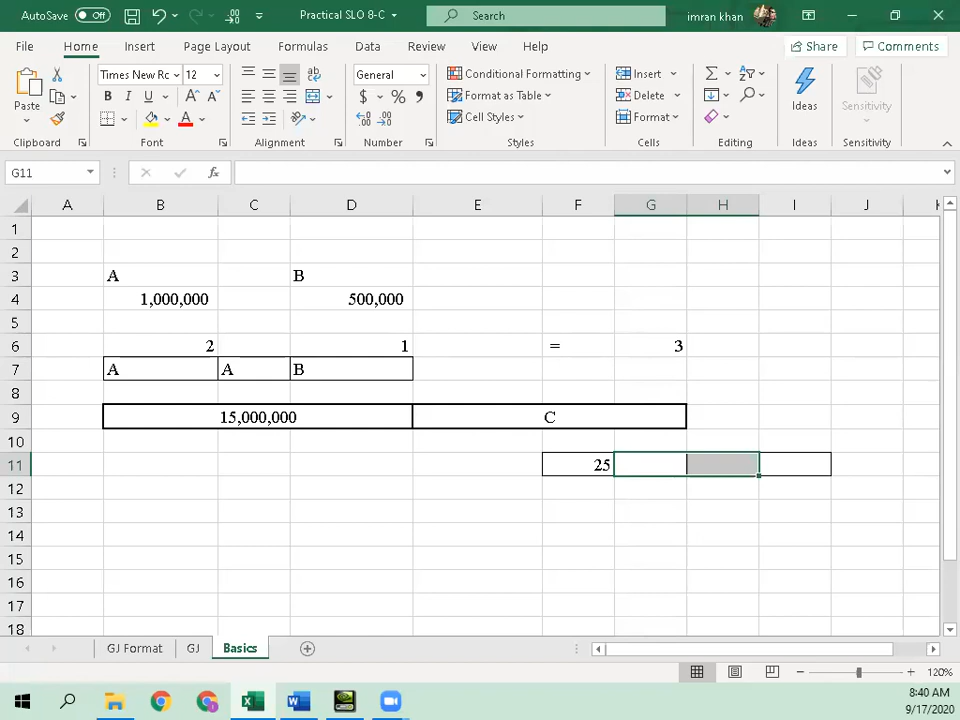 AutoSave Off Practical SLO 8-C Search imran khan
File Home Insert Page Layout Formulas Data Review View Help Share Comments
Paste Times New Rc 12 General Conditional Formatting Insert
B I U A A $ % 9 Format as Table Delete Ideas Sensitivity
A Cell Styles Format
Clipboard Font Alignment Number Styles Cells Editing Ideas Sensitivity
G11 fx
A B C D E F G H I J K
1
2
3 A B
4 1,000,000 500,000
5
6 2 1 = 3
7 A A B
8
9 15,000,000 C
10
11 25
12
13
14
15
16
17
18
GJ Format GJ Basics
120%
8:40 AM
9/17/2020